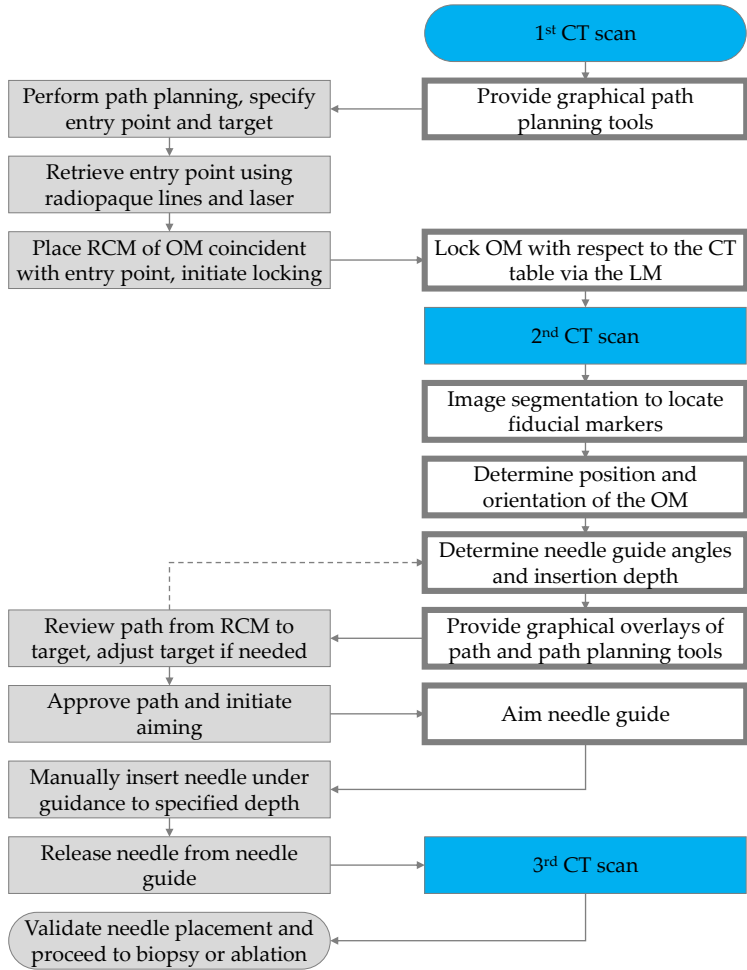 1st CT scan
Provide graphical path
planning tools
Perform path planning, specify
entry point and target
Retrieve entry point using
radiopaque lines and laser
Place RCM of OM coincident
with entry point, initiate locking
Lock OM with respect to the CT
table via the LM
2nd CT scan
Image segmentation to locate
fiducial markers
Determine position and
orientation of the OM
Determine needle guide angles
and insertion depth
Provide graphical overlays of
path and path planning tools
Review path from RCM to
target, adjust target if needed
Approve path and initiate
aiming
Aim needle guide
Manually insert needle under
guidance to specified depth
Release needle from needle
guide
3rd CT scan
Validate needle placement and
proceed to biopsy or ablation